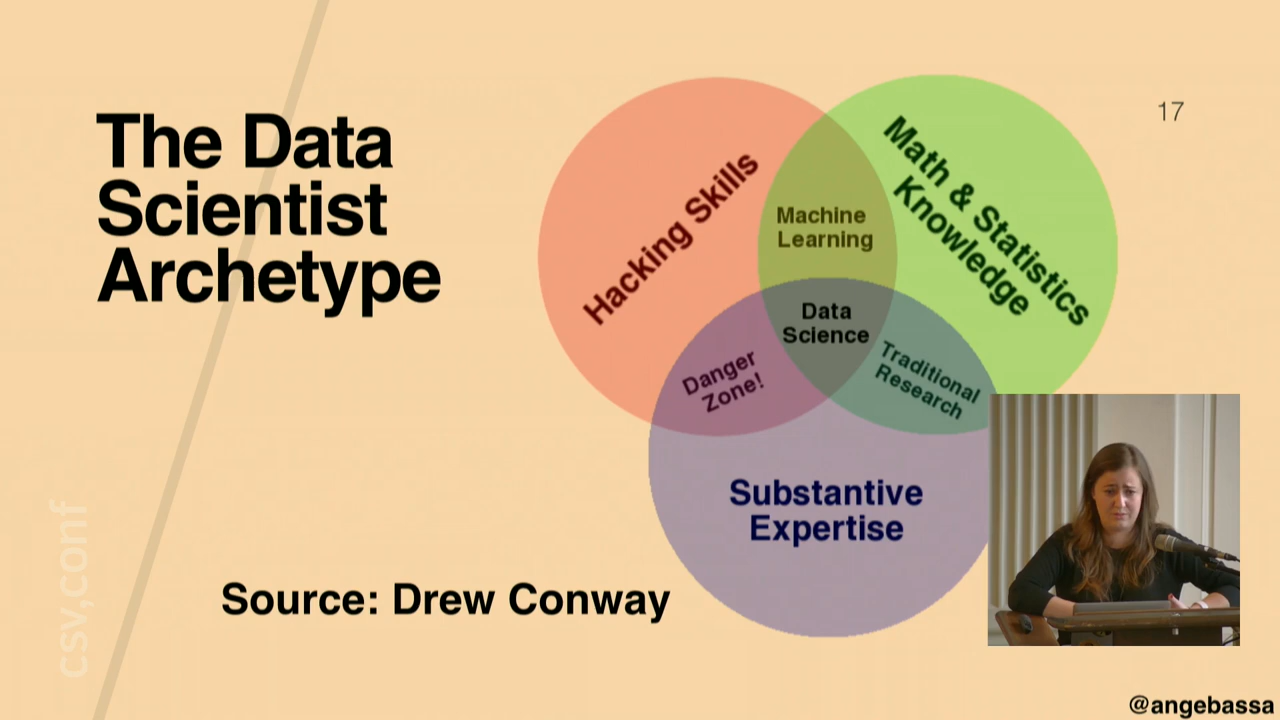 The Data
Scientist
Archetype
17
Hacking Skills
Math & Statistics
Knowledge
Machine
Learning
Data
Science
Danger
Zone!
Traditional
Research
Substantive
Expertise
Source: Drew Conway
csv,conf
@angebassa